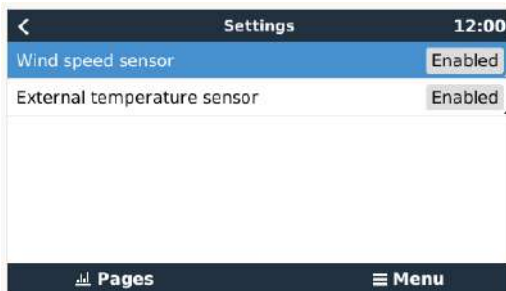 Settings 12:00
Wind speed sensor Enabled
External temperature sensor Enabled
Pages Menu